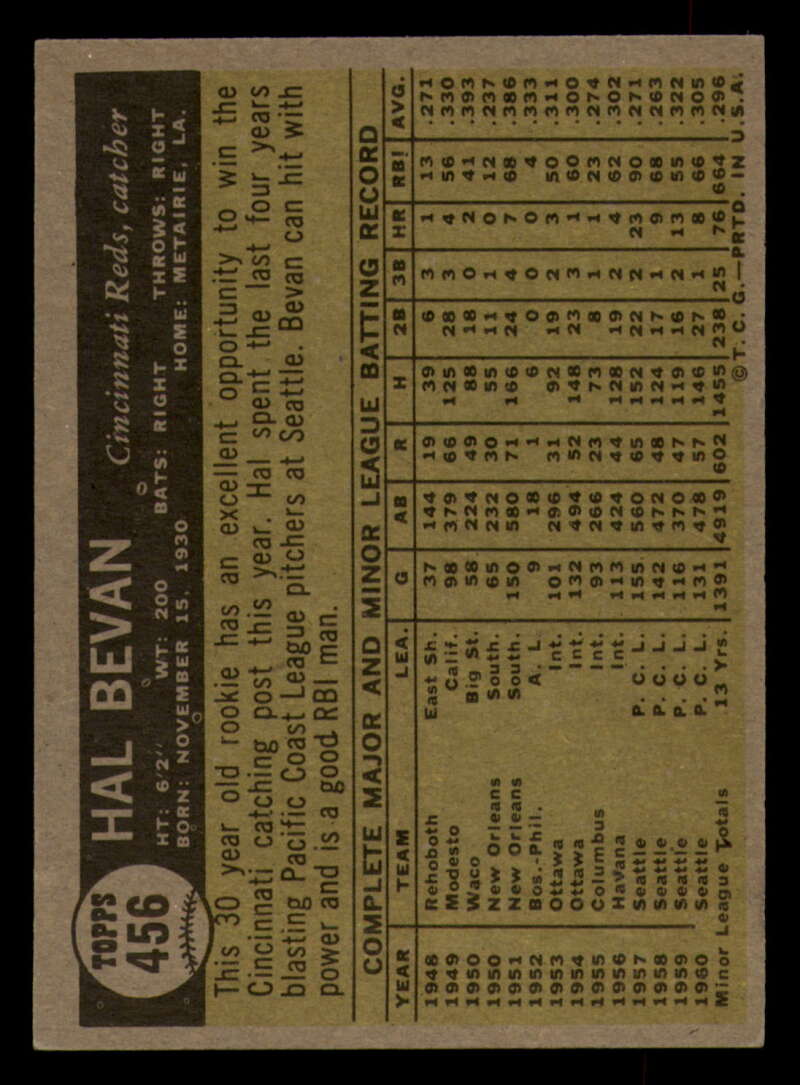 TOPPS
456
HAL BEVAN Cincinnati Reds, catcher
HT: 6'2" WT: 200 BATS: RIGHT THROWS: RIGHT
BORN: NOVEMBER 15, 1930 HOME: METAIRIE, LA.
This 30 year old rookie has an excellent opportunity to win the
Cincinnati catching post this year. Hal spent the last four years
blasting Pacific Coast League pitchers at Seattle. Bevan can hit with
power and is a good RBI man.
COMPLETE MAJOR AND MINOR LEAGUE BATTING RECORD
YEAR TEAM LEA. G AB R H 2B 3B HR RBI AVG.
1948 Rehoboth East Sh. 37 144 19 39 6 3 1 13 .271
1949 Modesto Calif. 98 379 66 125 28 3 4 56 .330
1950 Waco Big St. 58 224 49 88 18 0 2 41 .393
1950 New Orleans South. 65 232 30 55 11 1 0 12 .237
1951 New Orleans South. 150 580 71 166 24 4 7 68 .386
1952 Bos.-Phil. A. L. 9 18 1 6 0 0 0 4 .333
1953 Ottawa Int. 101 296 31 92 19 2 3 50 .311
1954 Ottawa Int. 132 494 52 148 23 3 1 60 .300
1955 Columbus Int. 93 266 23 73 8 1 1 23 .274
1956 Havana Int. 113 424 44 128 19 2 4 62 .302
1957 Seattle P. C. L. 155 560 65 152 22 2 23 90 .271
1958 Seattle P. C. L. 142 472 48 124 17 1 9 68 .263
1959 Seattle P. C. L. 116 370 47 119 16 2 13 55 .322
1960 Seattle P. C. L. 131 478 57 146 27 1 8 66 .305
Minor League Totals 13 Yrs. 1391 4919 602 1455 238 25 76 664 .296
© T. C. G.—PRTD. IN U.S.A.